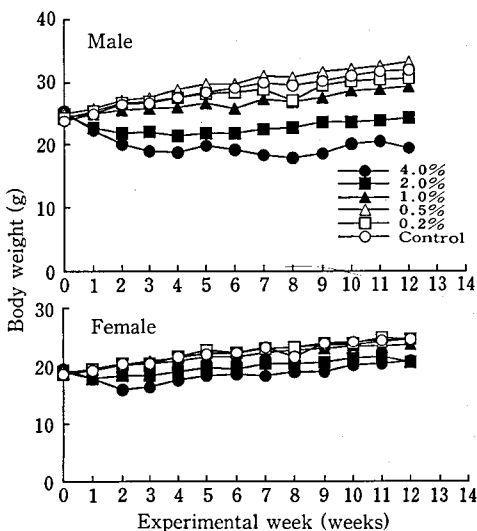 40
Male
30
20
10
0
4.0%
2.0%
1.0%
0.5%
0.2%
Control
0 1 2 3 4 5 6 7 8 9 10 11 12 13 14
Body weight (g)
30
Female
20
10
0
0 1 2 3 4 5 6 7 8 9 10 11 12 13 14
Experimental week (weeks)